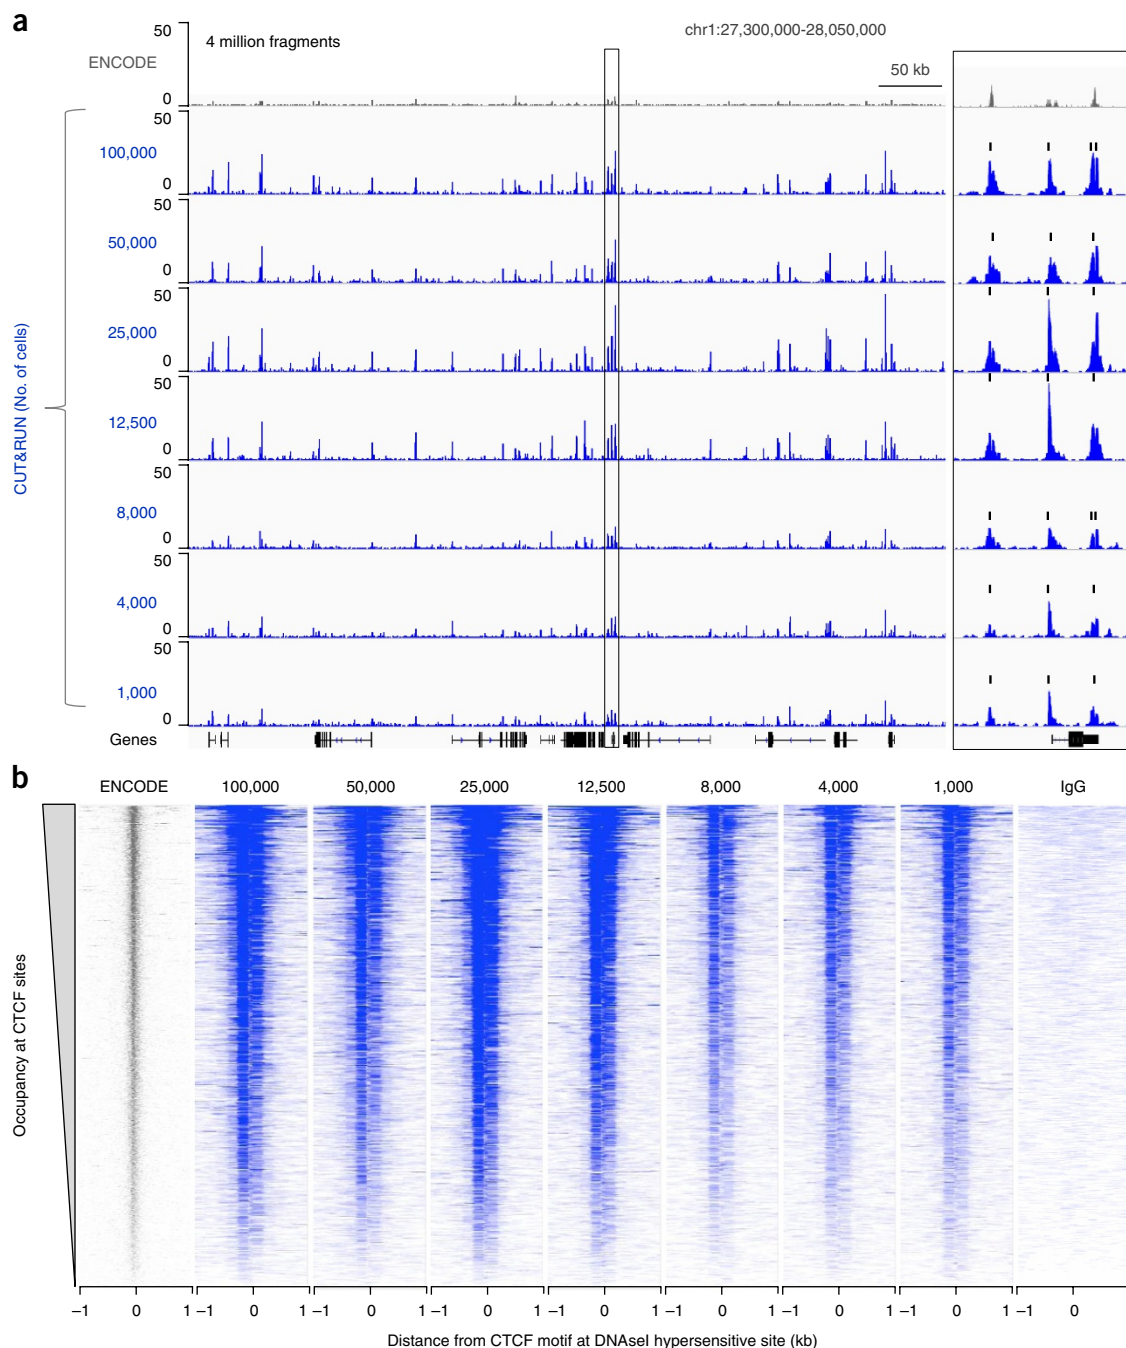 a
50
4 million fragments
chr1:27,300,000-28,050,000
ENCODE
50 kb
0
50
100,000
0
50
50,000
0
50
25,000
0
50
12,500
0
50
8,000
0
50
4,000
0
50
1,000
0
CUT&RUN (No. of cells)
Genes
b
ENCODE 100,000 50,000 25,000 12,500 8,000 4,000 1,000 IgG
Occupancy at CTCF sites
–1 0 1 –1 0 1 –1 0 1 –1 0 1 –1 0 1 –1 0 1 –1 0 1 –1 0 1 –1 0
Distance from CTCF motif at DNAseI hypersensitive site (kb)